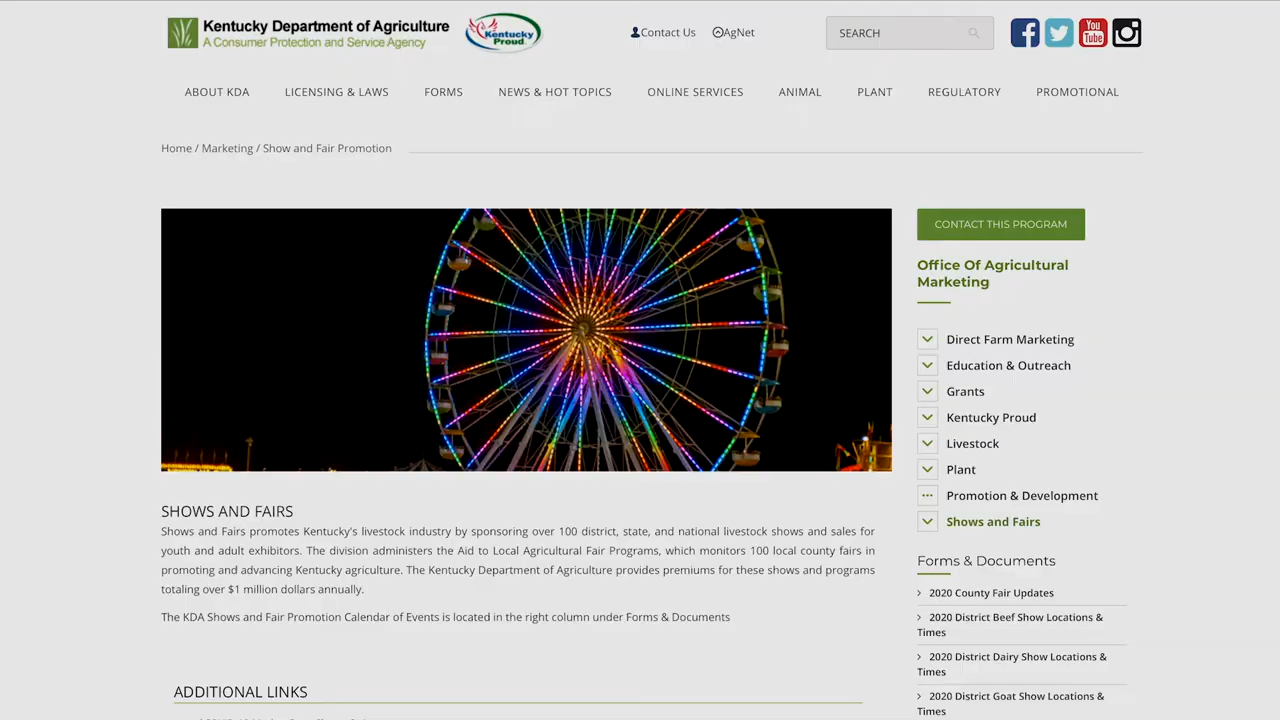 Kentucky Department of Agriculture
A Consumer Protection and Service Agency
Kentucky Proud
Contact Us
AgNet
SEARCH
You Tube
ABOUT KDA
LICENSING & LAWS
FORMS
NEWS & HOT TOPICS
ONLINE SERVICES
ANIMAL
PLANT
REGULATORY
PROMOTIONAL
Home / Marketing / Show and Fair Promotion
SHOWS AND FAIRS
Shows and Fairs promotes Kentucky's livestock industry by sponsoring over 100 district, state, and national livestock shows and sales for
youth and adult exhibitors. The division administers the Aid to Local Agricultural Fair Programs, which monitors 100 local county fairs in
promoting and advancing Kentucky agriculture. The Kentucky Department of Agriculture provides premiums for these shows and programs
totaling over $1 million dollars annually.
The KDA Shows and Fair Promotion Calendar of Events is located in the right column under Forms & Documents
ADDITIONAL LINKS
CONTACT THIS PROGRAM
Office Of Agricultural
Marketing
Direct Farm Marketing
Education & Outreach
Grants
Kentucky Proud
Livestock
Plant
Promotion & Development
Shows and Fairs
Forms & Documents
2020 County Fair Updates
2020 District Beef Show Locations &
Times
2020 District Dairy Show Locations &
Times
2020 District Goat Show Locations &
Times